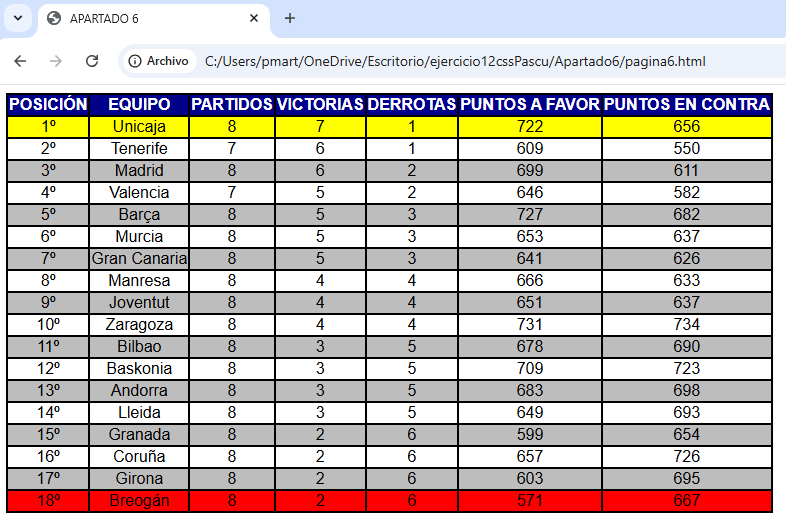 APARTADO 6
Archivo C:/Users/pmart/OneDrive/Escritorio/ejercicio12cssPascu/Apartado6/pagina6.html
POSICIÓN EQUIPO PARTIDOS VICTORIAS DERROTAS PUNTOS A FAVOR PUNTOS EN CONTRA
1º Unicaja 8 7 1 722 656
2º Tenerife 7 6 1 609 550
3º Madrid 8 6 2 699 611
4º Valencia 7 5 2 646 582
5º Barça 8 5 3 727 682
6º Murcia 8 5 3 653 637
7º Gran Canaria 8 5 3 641 626
8º Manresa 8 4 4 666 633
9º Joventut 8 4 4 651 637
10º Zaragoza 8 4 4 731 734
11º Bilbao 8 3 5 678 690
12º Baskonia 8 3 5 709 723
13º Andorra 8 3 5 683 698
14º Lleida 8 3 5 649 693
15º Granada 8 2 6 599 654
16º Coruña 8 2 6 657 726
17º Girona 8 2 6 603 695
18º Breogán 8 2 6 571 667